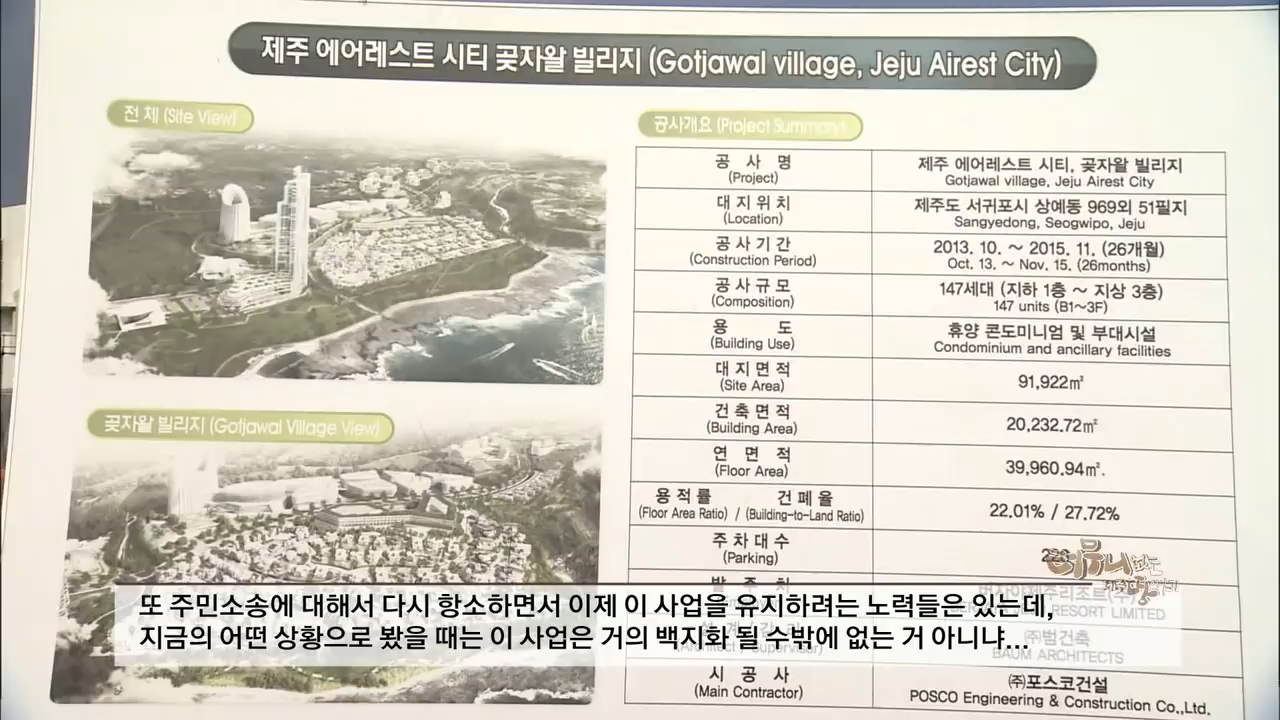 제주 에어레스트 시티 곶자왈 빌리지 (Gotjawal village, Jeju Airest City)
전 체 (Site View)
곶자왈 빌리지 (Gotjawal Village View)
공사개요 (Project Summary)
공 사 명 제주 에어레스트 시티, 곶자왈 빌리지
(Project) Gotjawal village, Jeju Airest City
대 지 위 치 제주도 서귀포시 상예동 969외 51필지
(Location) Sangyedong, Seogwipo, Jeju
공 사 기 간 2013. 10. ~ 2015. 11. (26개월)
(Construction Period) Oct. 13. ~ Nov. 15. (26months)
공 사 규 모 147세대 (지하 1층 ~ 지상 3층)
(Composition) 147 units (B1~3F)
용 도 휴양 콘도미니엄 및 부대시설
(Building Use) Condominium and ancillary facilities
대 지 면 적 91,922㎡
(Site Area)
건 축 면 적 20,232.72㎡
(Building Area)
연 면 적 39,960.94㎡.
(Floor Area)
용 적 률 건 폐 율 22.01% / 27.72%
(Floor Area Ratio) / (Building-to-Land Ratio)
주 차 대 수
(Parking)
발 주 처
RESORT LIMITED
㈜범건축
BAUM ARCHITECTS
또 주민소송에 대해서 다시 항소하면서 이제 이 사업을 유지하려는 노력들은 있는데,
지금의 어떤 상황으로 봤을 때는 이 사업은 거의 백지화 될 수밖에 없는 거 아니냐...
시 공 사 ㈜포스코건설
(Main Contractor) POSCO Engineering & Construction Co.,Ltd.